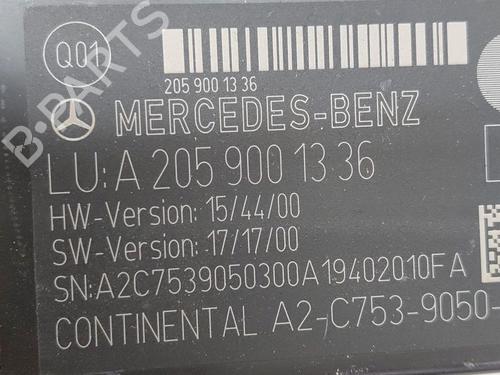 Q01
205 900 13 36
B-PARTS
MERCEDES-BENZ
LU: A 205 900 13 36
HW-Version: 15/44/00
SW-Version: 17/17/00
SN:A2C7539050300A19402010FA
CONTINENTAL A2-C753-9050-